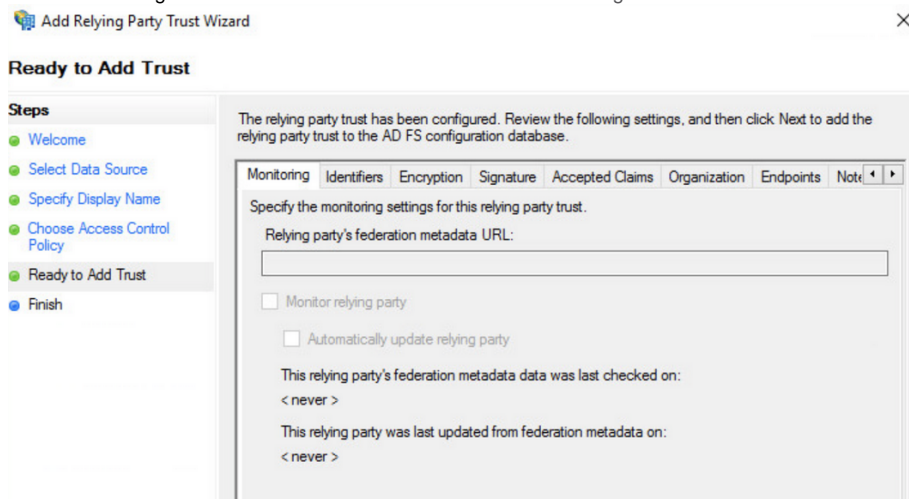 Add Relying Party Trust Wizard
Ready to Add Trust
Steps
Welcome
Select Data Source
Specify Display Name
Choose Access Control
Policy
Ready to Add Trust
Finish
The relying party trust has been configured. Review the following settings, and then click Next to add the
relying party trust to the AD FS configuration database.
Monitoring Identifiers Encryption Signature Accepted Claims Organization Endpoints
Specify the monitoring settings for this relying party trust.
Relying party's federation metadata URL:
Monitor relying party
Automatically update relying party
This relying party's federation metadata data was last checked on:
< never >
This relying party was last updated from federation metadata on:
< never >